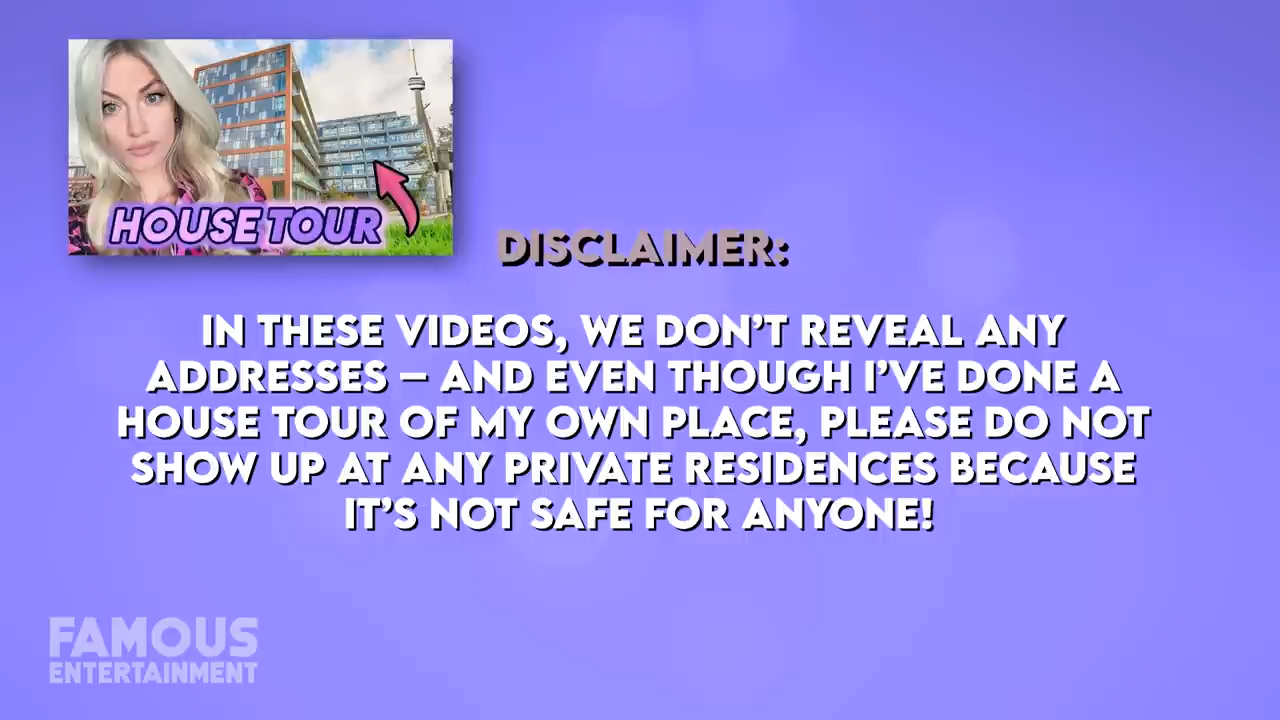 HOUSE TOUR
DISCLAIMER:
IN THESE VIDEOS, WE DON'T REVEAL ANY
ADDRESSES – AND EVEN THOUGH I'VE DONE A
HOUSE TOUR OF MY OWN PLACE, PLEASE DO NOT
SHOW UP AT ANY PRIVATE RESIDENCES BECAUSE
IT'S NOT SAFE FOR ANYONE!
FAMOUS
ENTERTAINMENT